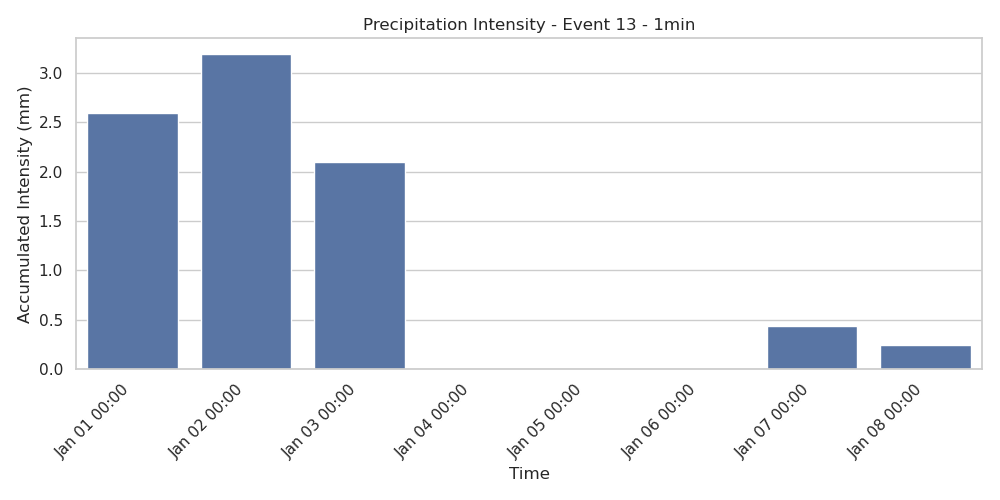 Precipitation Intensity - Event 13 - 1min
Accumulated Intensity (mm)
3.0
2.5
2.0
1.5
1.0
0.5
0.0
Jan 01 00:00
Jan 02 00:00
Jan 03 00:00
Jan 04 00:00
Jan 05 00:00
Jan 06 00:00
Jan 07 00:00
Jan 08 00:00
Time